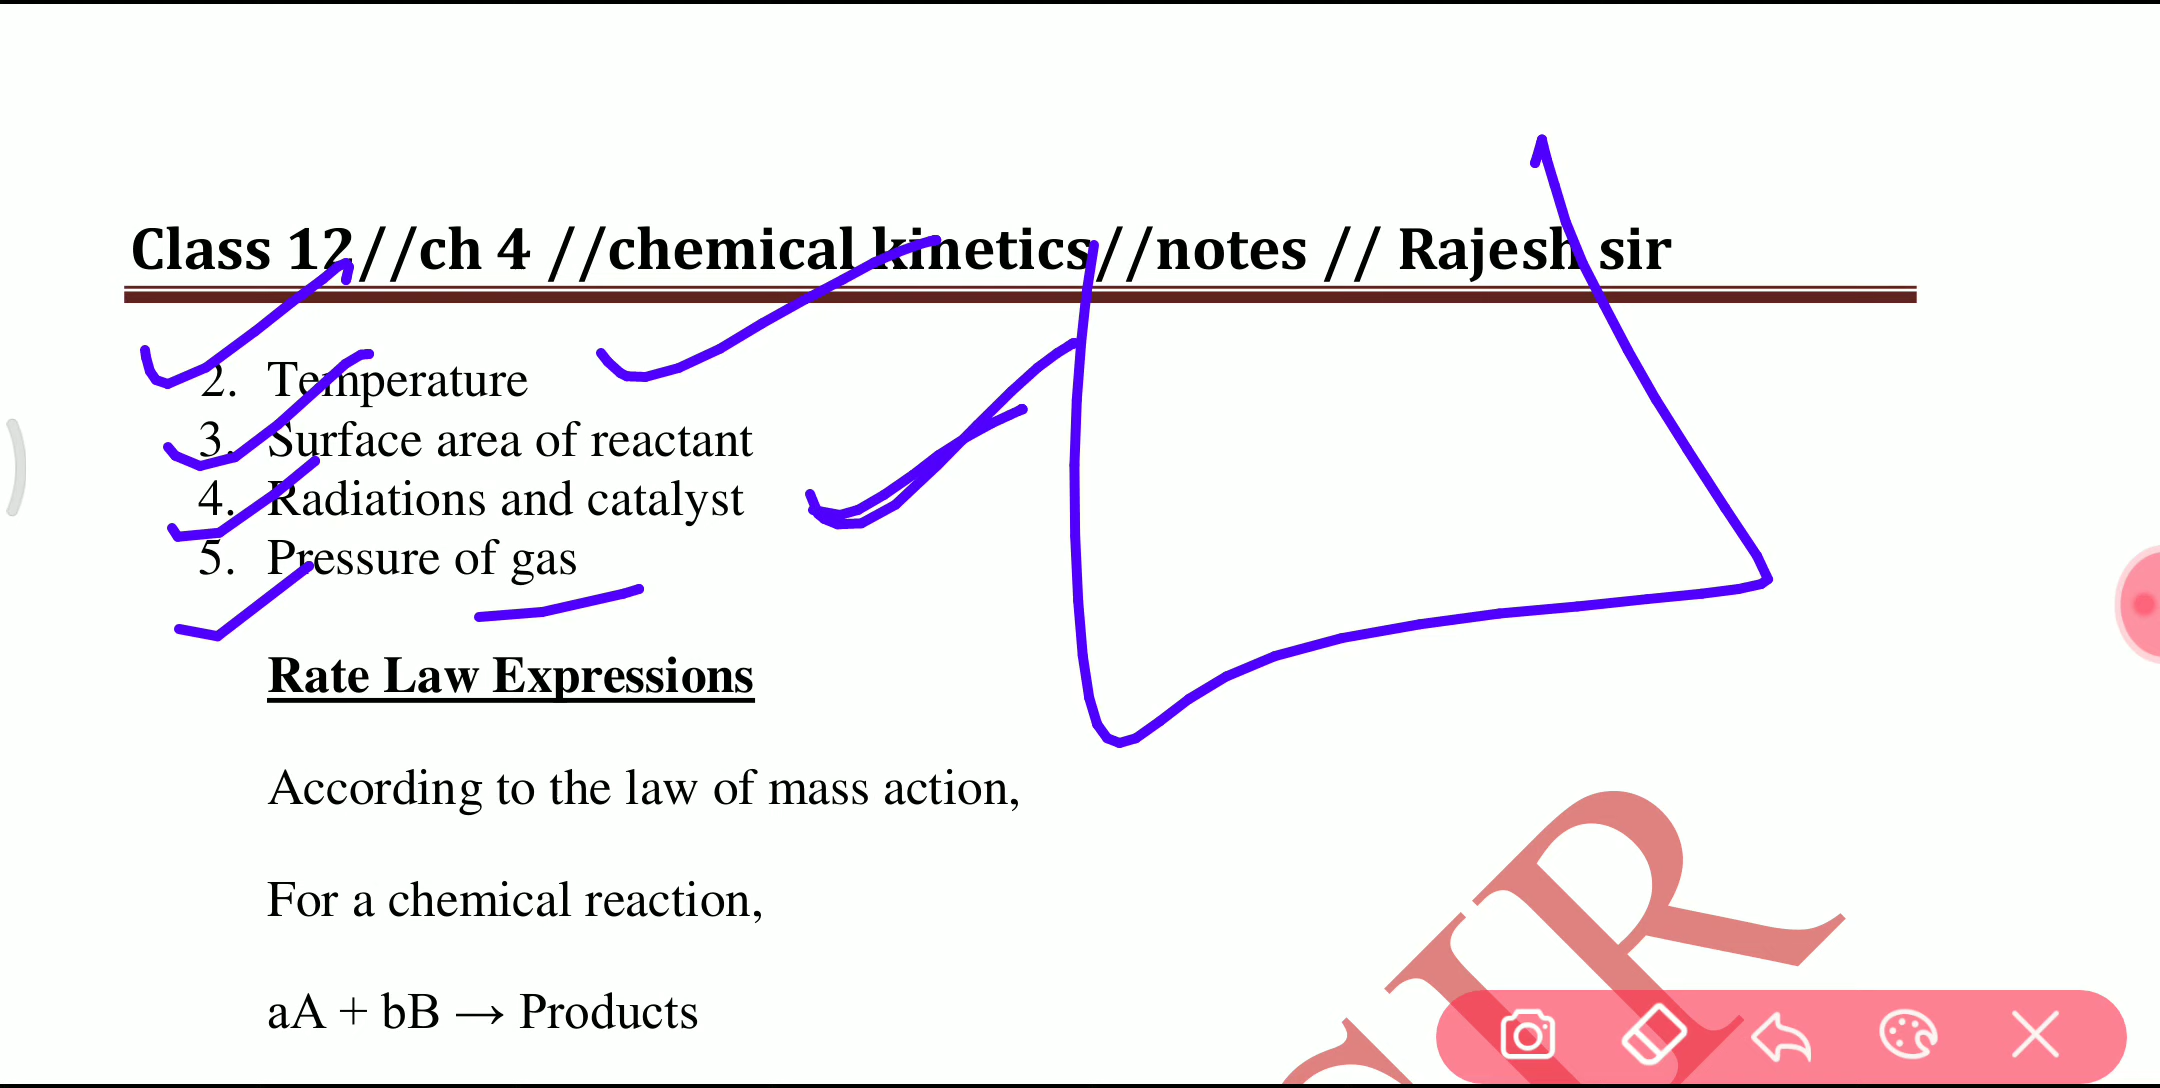 Class 12//ch 4 //chemical kinetics//notes // Rajesh sir
2. Temperature
3. Surface area of reactant
4. Radiations and catalyst
5. Pressure of gas
Rate Law Expressions
According to the law of mass action,
For a chemical reaction,
aA + bB → Products
SIR